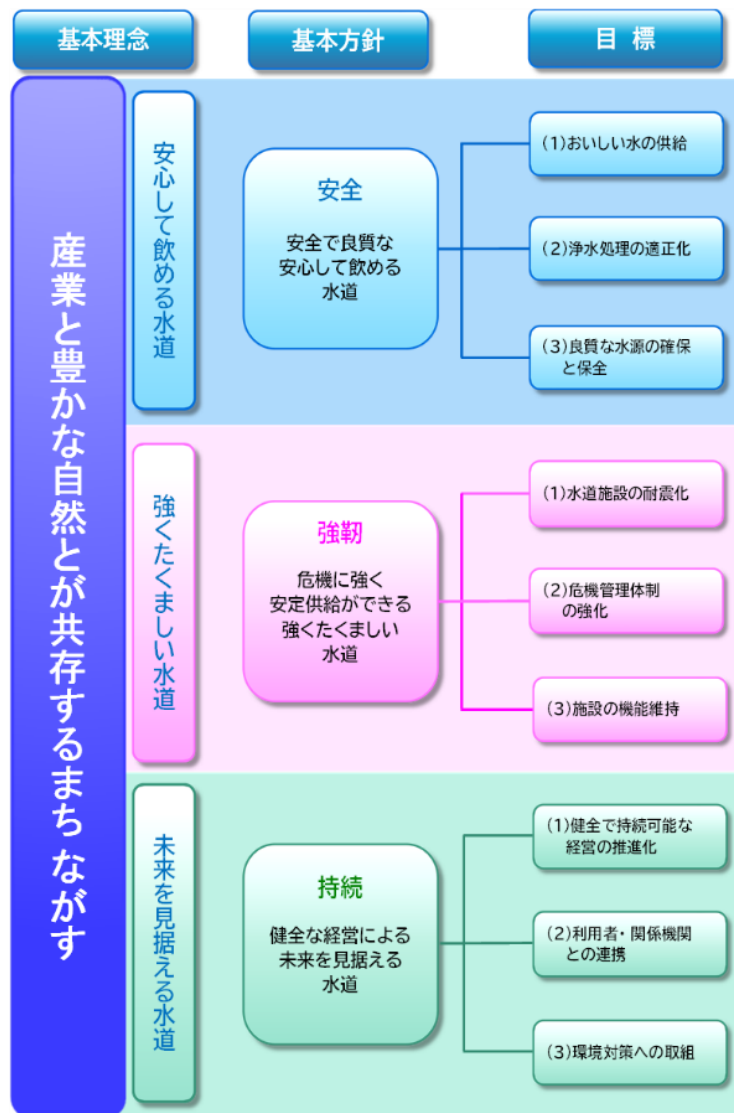 基本理念
基本方針
目 標
産業と豊かな自然とが共存するまち ながす
安心して飲める水道
安全
安全で良質な
安心して飲める
水道
(1)おいしい水の供給
(2)浄水処理の適正化
(3)良質な水源の確保
と保全
強くたくましい水道
強靭
危機に強く
安定供給ができる
強くたくましい
水道
(1)水道施設の耐震化
(2)危機管理体制
の強化
(3)施設の機能維持
未来を見据える水道
持続
健全な経営による
未来を見据える
水道
(1)健全で持続可能な
経営の推進化
(2)利用者・関係機関
との連携
(3)環境対策への取組